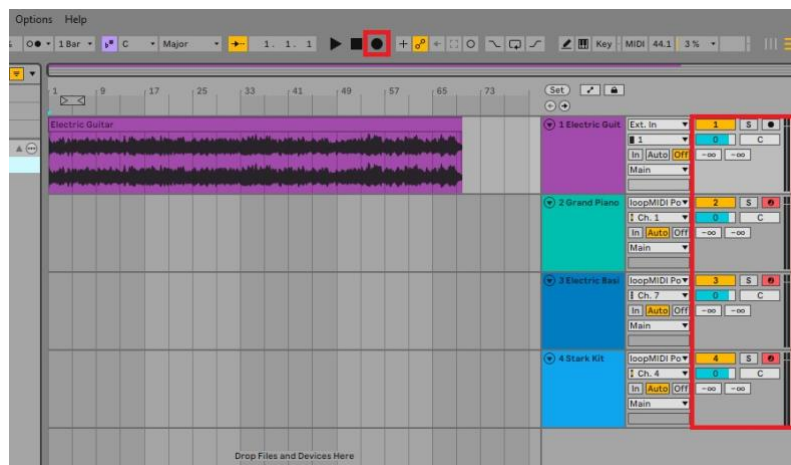 Options Help
1 Bar C Major 1. 1. 1 Key MIDI 44.1 3 %
1 9 17 25 33 41 49 57 65 73 Set
Electric Guitar
1 Electric Guit Ext. In 1 S
1 0 C
In Auto Off -∞ -∞
Main
2 Grand Piano loopMIDI Po 2 S
Ch. 1 0 C
In Auto Off -∞ -∞
Main
3 Electric Bass loopMIDI Po 3 S
Ch. 7 0 C
In Auto Off -∞ -∞
Main
4 Stark Kit loopMIDI Po 4 S
Ch. 4 0 C
In Auto Off -∞ -∞
Main
Drop Files and Devices Here